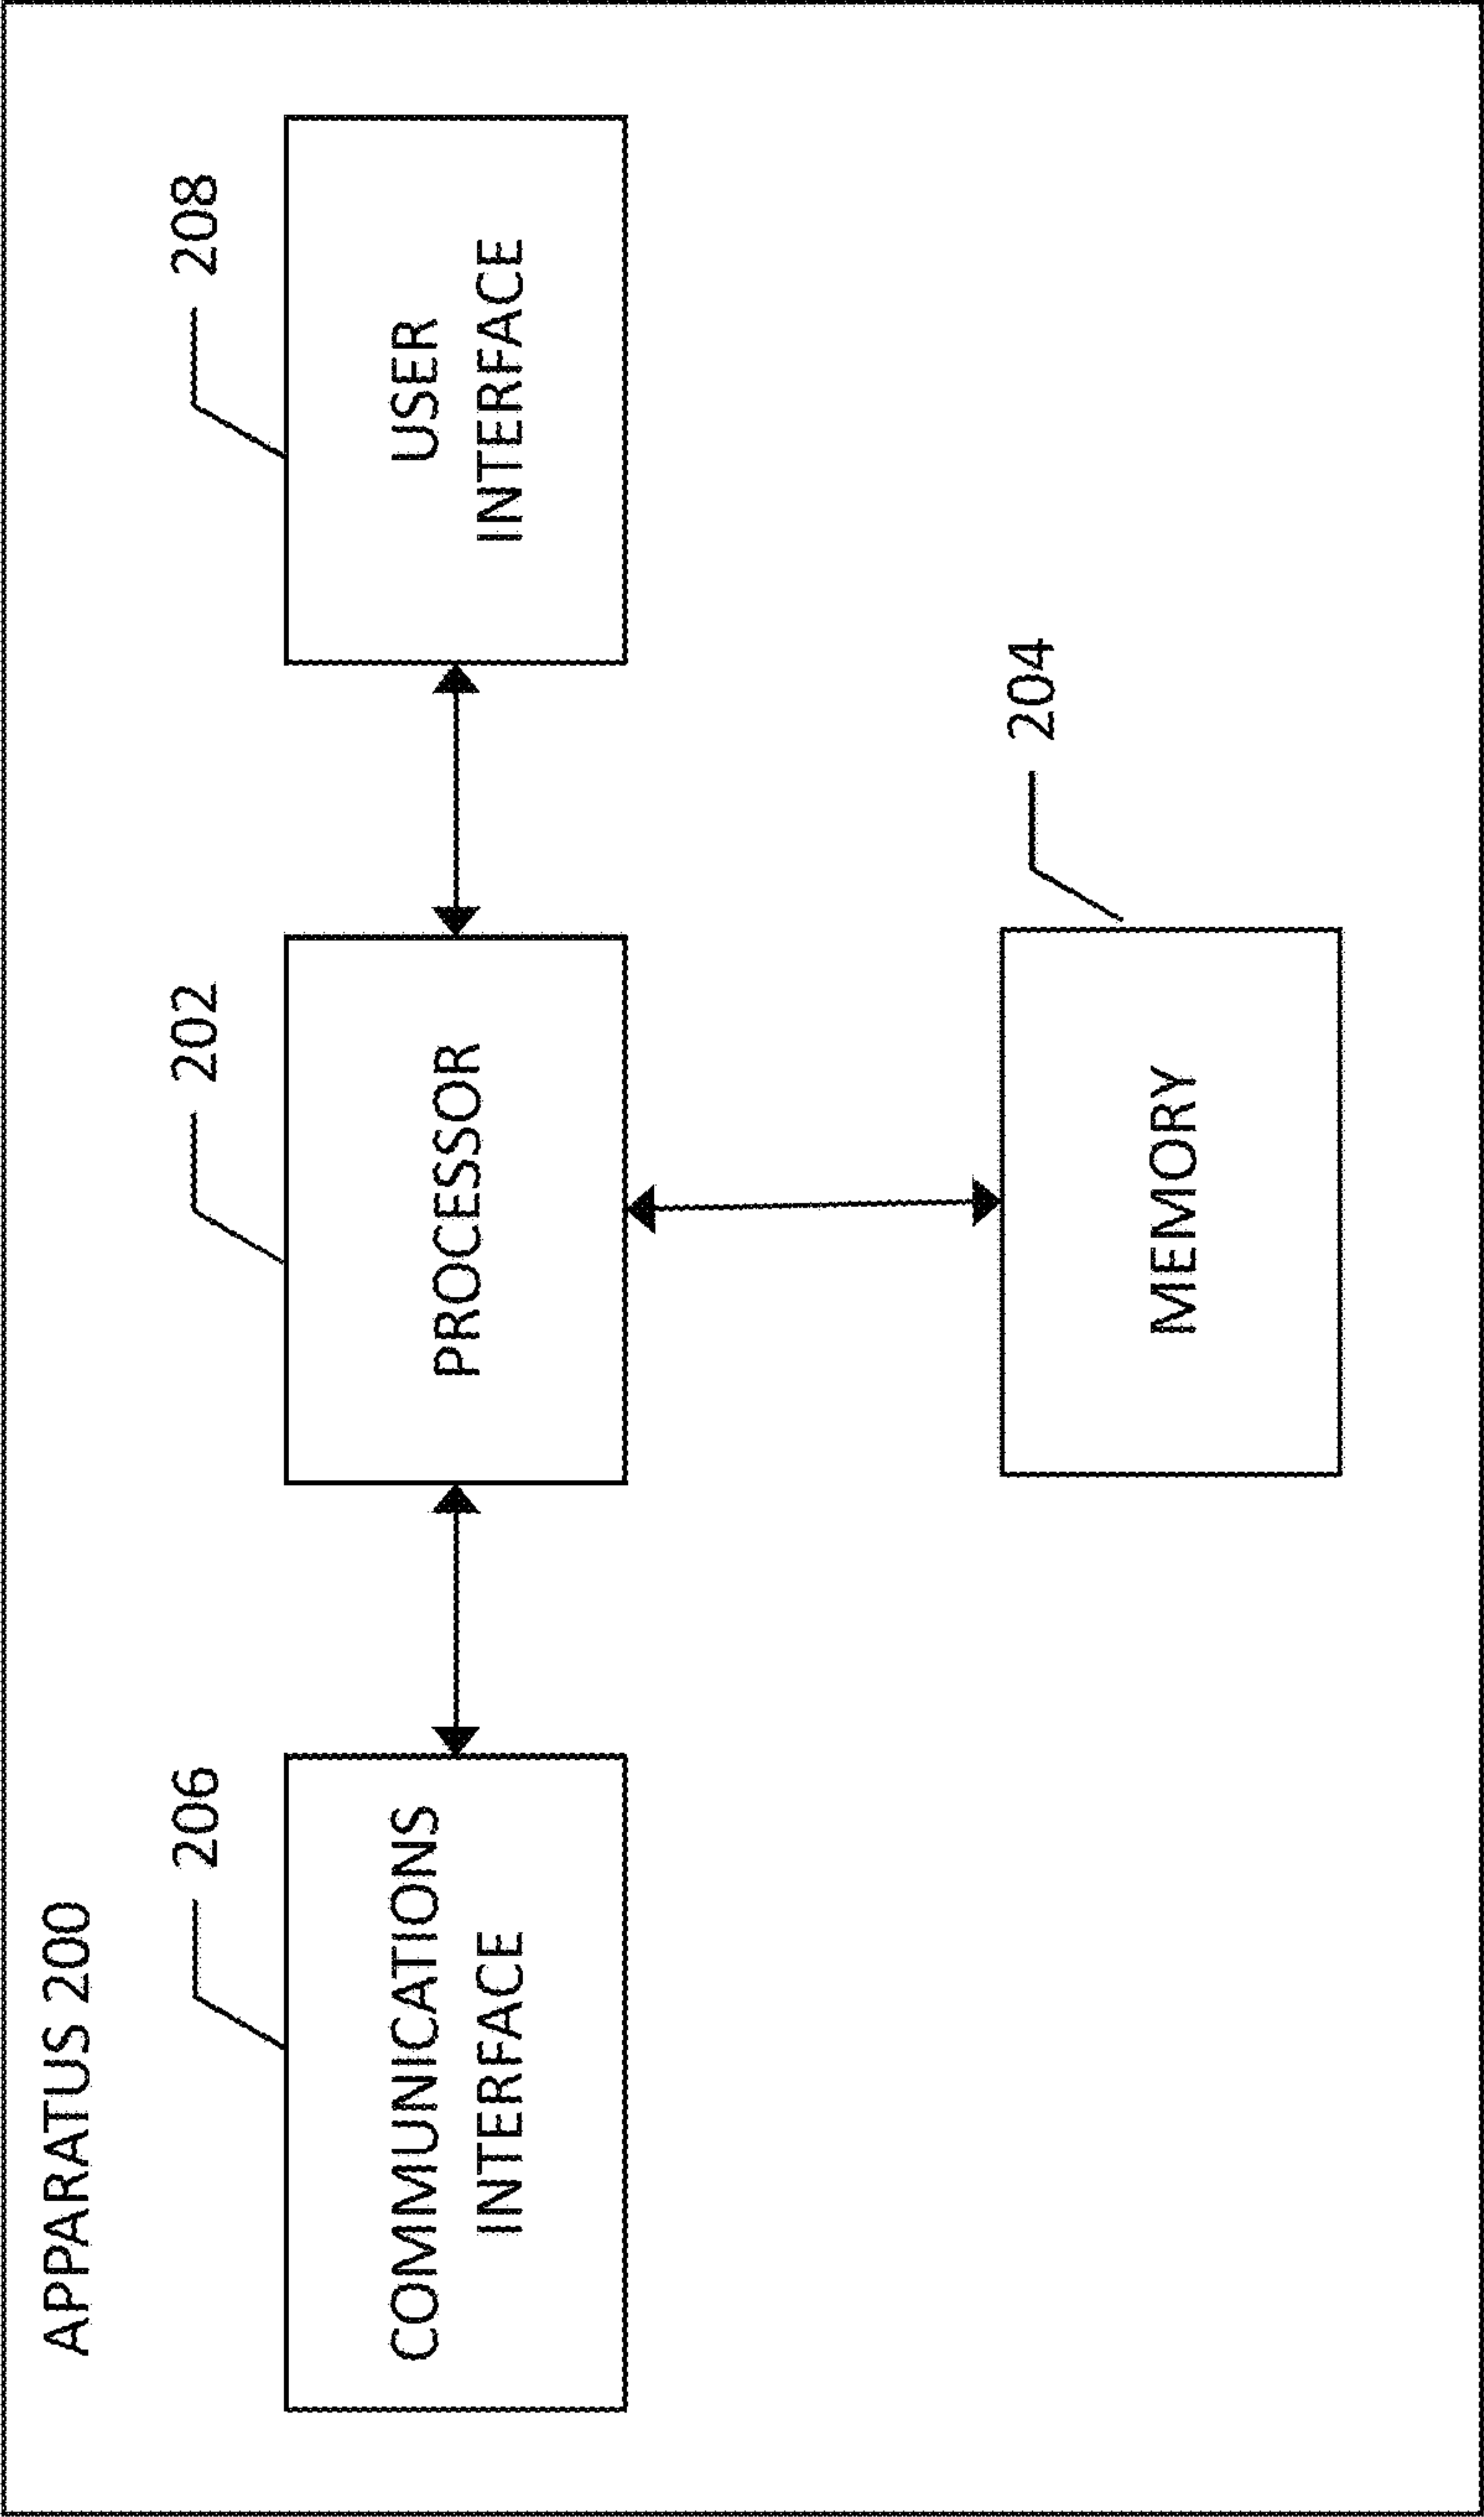 APPARATUS 200
206
202
208
COMMUNICATIONS
INTERFACE
PROCESSOR
USER
INTERFACE
204
MEMORY